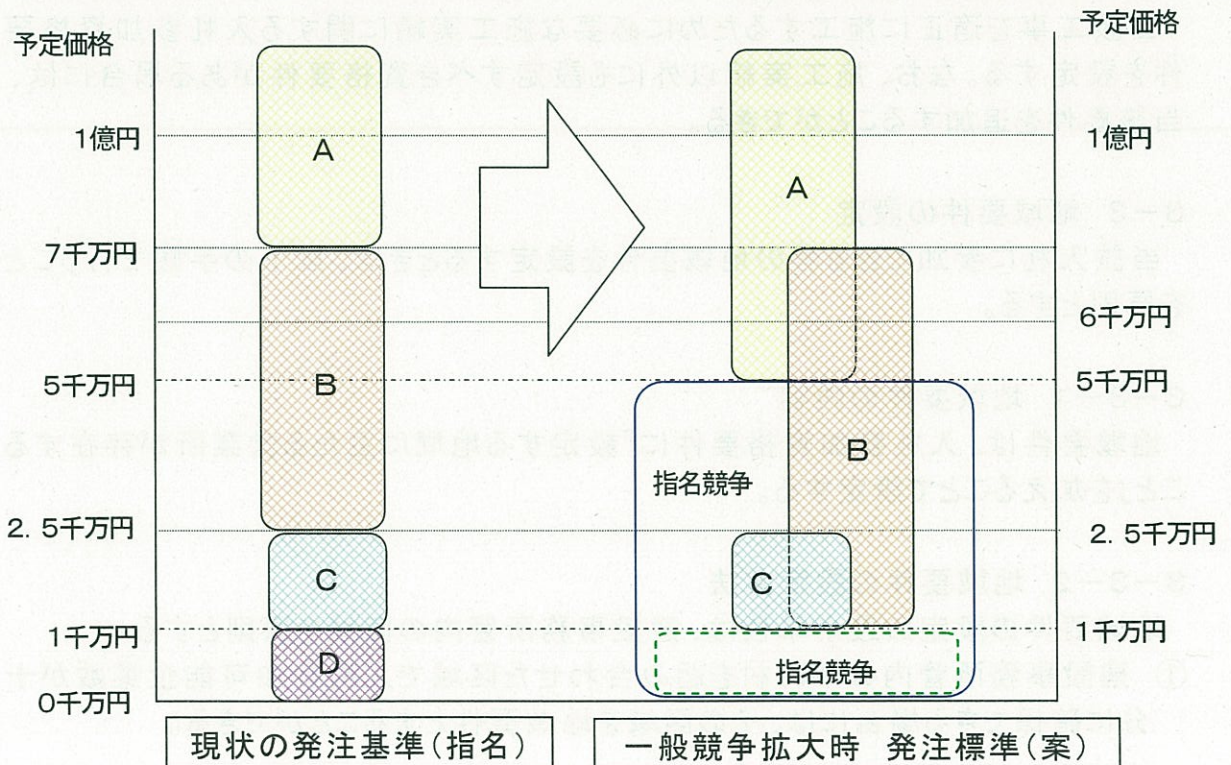 予定価格
1億円
7千万円
5千万円
2. 5千万円
1千万円
0千万円
A
B
C
D
現状の発注基準(指名)
予定価格
1億円
6千万円
5千万円
2. 5千万円
1千万円
A
B
指名競争
C
指名競争
一般競争拡大時 発注標準(案)